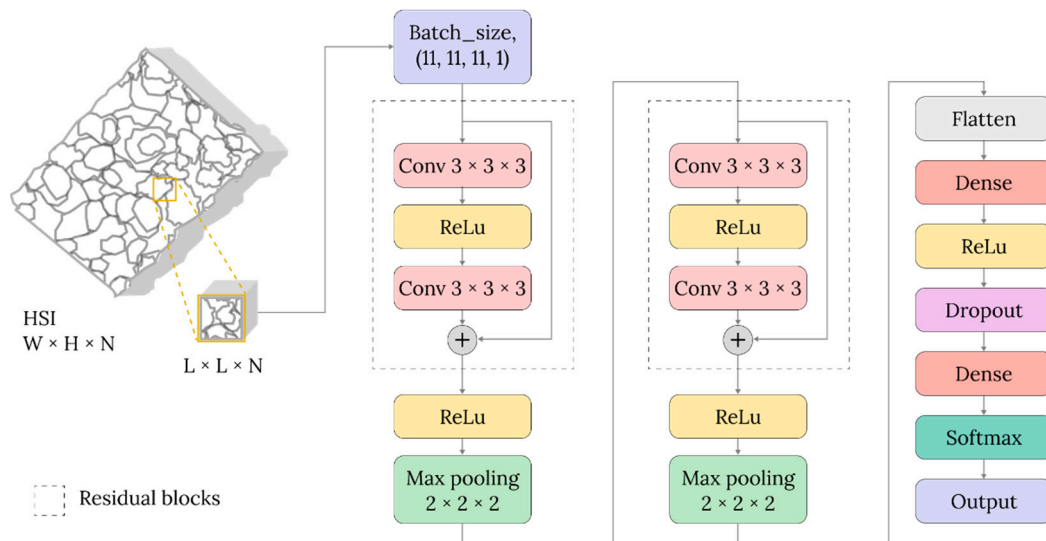 HSI
W × H × N
L × L × N
Residual blocks
Batch_size,
(11, 11, 11, 1)
Conv 3 × 3 × 3
ReLu
Conv 3 × 3 × 3
+
ReLu
Max pooling
2 × 2 × 2
Conv 3 × 3 × 3
ReLu
Conv 3 × 3 × 3
+
ReLu
Max pooling
2 × 2 × 2
Flatten
Dense
ReLu
Dropout
Dense
Softmax
Output